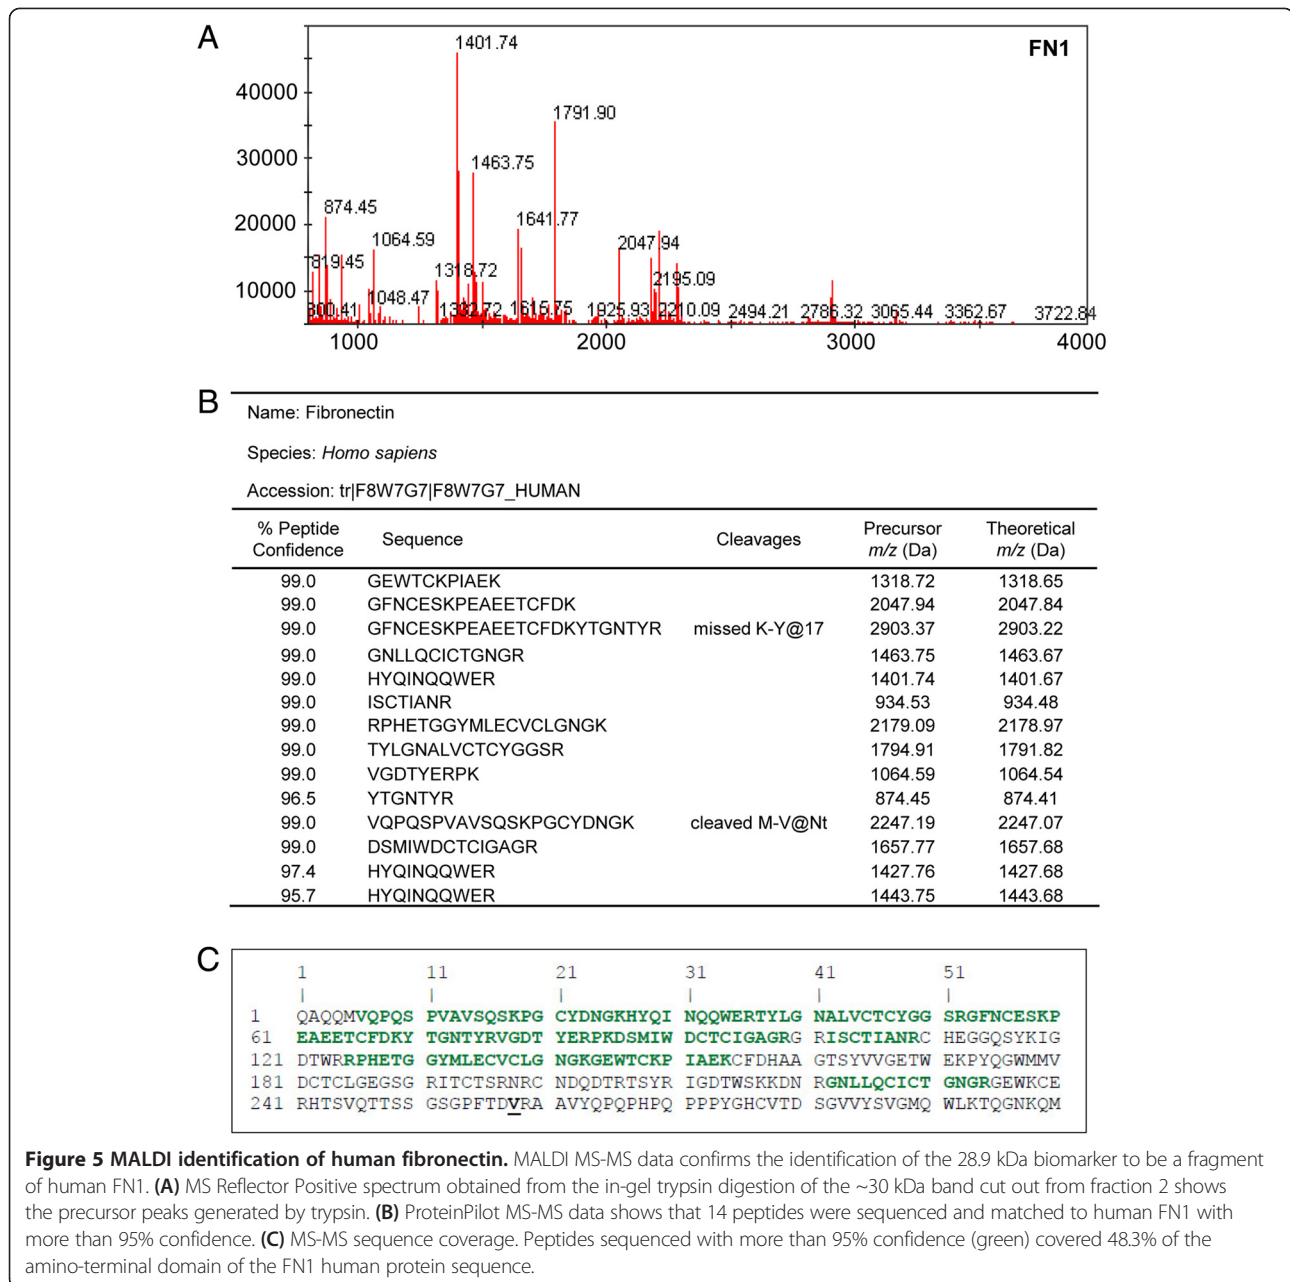 A
FN1
1401.74
40000
1791.90
30000
1463.75
874.45
20000
1641.77
1064.59
2047.94
819.45
1318.72
2195.09
10000
800.41
1048.47
1332.72
1615.75
1925.93
2210.09
2494.21
2786.32
3065.44
3362.67
3722.84
1000 2000 3000 4000
B
Name: Fibronectin
Species: Homo sapiens
Accession: tr|F8W7G7|F8W7G7_HUMAN
% Peptide Confidence Sequence Cleavages Precursor m/z (Da) Theoretical m/z (Da)
99.0 GEWTCKPIAEK 1318.72 1318.65
99.0 GFNCESKPEAEETCFDK 2047.94 2047.84
99.0 GFNCESKPEAEETCFDKYTGNTYR missed K-Y@17 2903.37 2903.22
99.0 GNLLQCICTGNGR 1463.75 1463.67
99.0 HYQINQQWER 1401.74 1401.67
99.0 ISCTIANR 934.53 934.48
99.0 RPHETGGYMLECVCLGNGK 2179.09 2178.97
99.0 TYLGNALVCTCYGGSR 1794.91 1791.82
99.0 VGDTYERPK 1064.59 1064.54
96.5 YTGNTYR 874.45 874.41
99.0 VQPQSPVAVSQSKPGCYDNGK cleaved M-V@Nt 2247.19 2247.07
99.0 DSMIWDCTCIGAGR 1657.77 1657.68
97.4 HYQINQQWER 1427.76 1427.68
95.7 HYQINQQWER 1443.75 1443.68
C
1 11 21 31 41 51
| | | | | |
1 QAQQMVQPQS PVAVSQSKPG CYDNGKHYQI NQQWERTYLG NALVCTCYGG SRGFNCESKP
61 EAEETCFDKY TGNTYRVGDT YERPKDSMIW DCTCIGAGRG RISCTIANRC HEGGQSYKIG
121 DTWRRPHETG GYMLECVCLG NGKGEWTCKP IAEKCFDHAA GTSYVVGETW EKPYQGWMMV
181 DCTCLGEGSG RITCTSRNRC NDQDTRTSYR IGDTWSKKDN RGNLLQCICT GNGRGEWKCE
241 RHTSVQTTSS GSGPFTDVRA AVYQPQPHPQ PPPYGHCVTD SGVVYSVGMQ WLKTQGNKQM
Figure 5 MALDI identification of human fibronectin. MALDI MS-MS data confirms the identification of the 28.9 kDa biomarker to be a fragment
of human FN1. (A) MS Reflector Positive spectrum obtained from the in-gel trypsin digestion of the ~30 kDa band cut out from fraction 2 shows
the precursor peaks generated by trypsin. (B) ProteinPilot MS-MS data shows that 14 peptides were sequenced and matched to human FN1 with
more than 95% confidence. (C) MS-MS sequence coverage. Peptides sequenced with more than 95% confidence (green) covered 48.3% of the
amino-terminal domain of the FN1 human protein sequence.